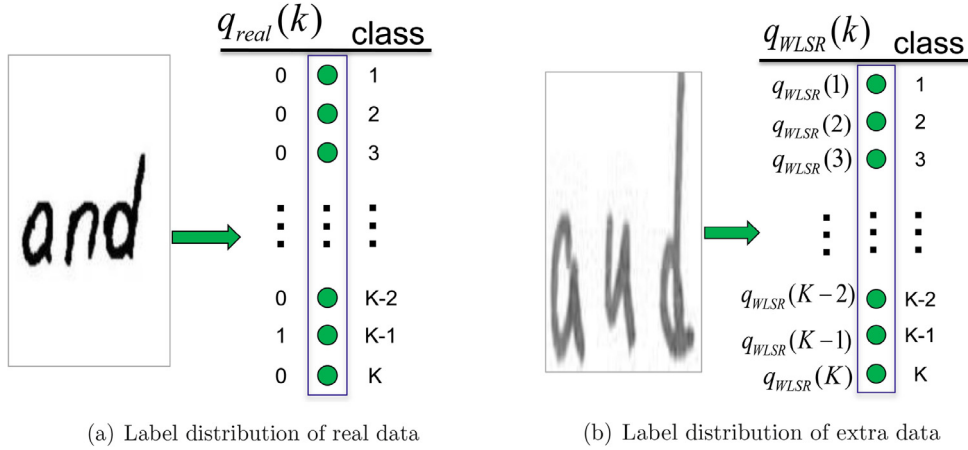 q_real(k) class
0 1
0 2
0 3
⋮ ⋮ ⋮
0 K-2
1 K-1
0 K
and
(a) Label distribution of real data
q_WLSR(k) class
q_WLSR(1) 1
q_WLSR(2) 2
q_WLSR(3) 3
⋮ ⋮ ⋮
q_WLSR(K−2) K-2
q_WLSR(K−1) K-1
q_WLSR(K) K
aud
(b) Label distribution of extra data